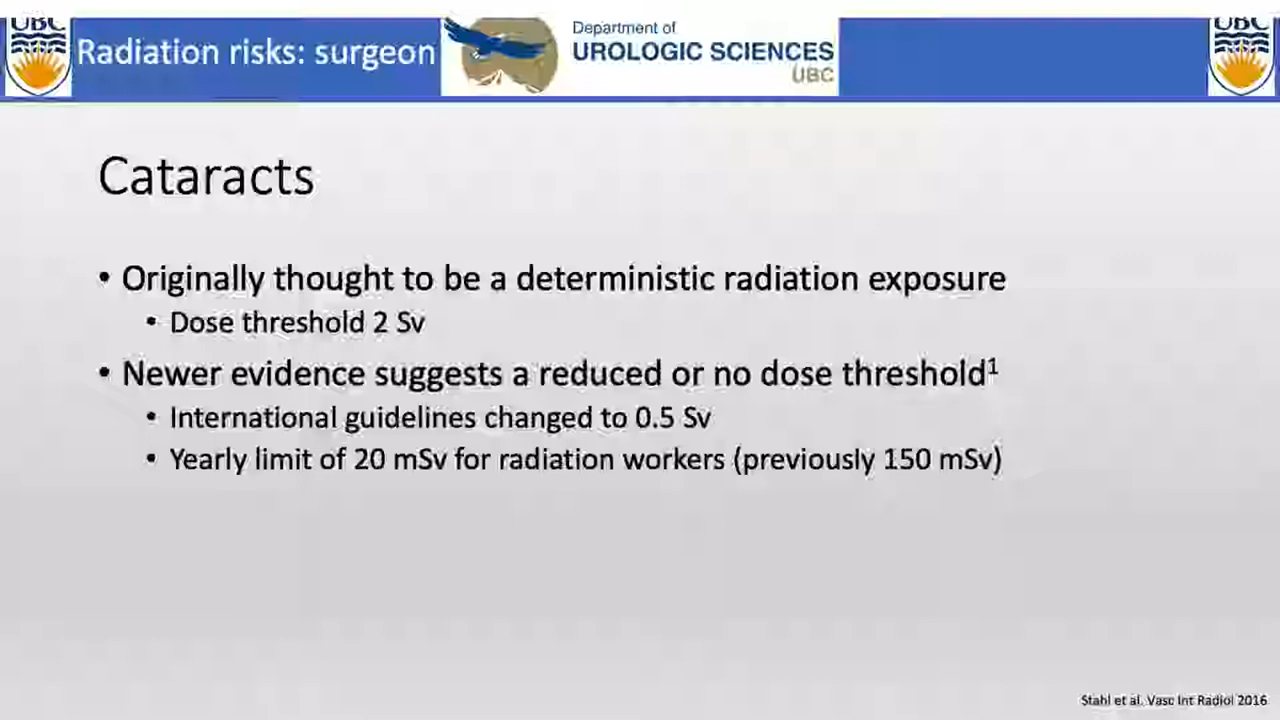 UBC
Radiation risks: surgeon
Department of
UROLOGIC SCIENCES
UBC
UBC
Cataracts
• Originally thought to be a deterministic radiation exposure
• Dose threshold 2 Sv
• Newer evidence suggests a reduced or no dose threshold¹
• International guidelines changed to 0.5 Sv
• Yearly limit of 20 mSv for radiation workers (previously 150 mSv)
Stahl et al. Vasc Int Radiol 2016